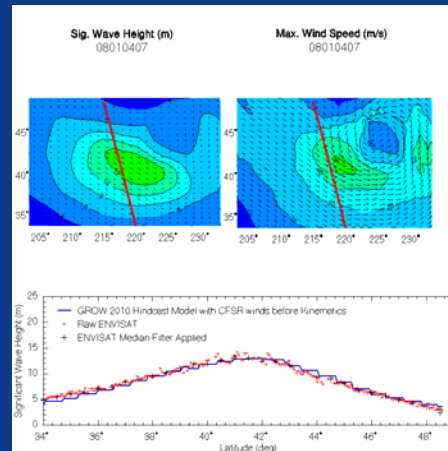 Sig. Wave Height (m)
08010407
Max. Wind Speed (m/s)
08010407
45°
40°
35°
205° 210° 215° 220° 225° 230°
45°
40°
35°
205° 210° 215° 220° 225° 230°
25
20
15
10
5
0
Significant Wave Height (m)
GROW 2010 Hindcast Model with CFSR winds before Kinematics
Raw ENVISAT
ENVISAT Median Filter Applied
34° 36° 38° 40° 42° 44° 46° 48°
Latitude (deg)